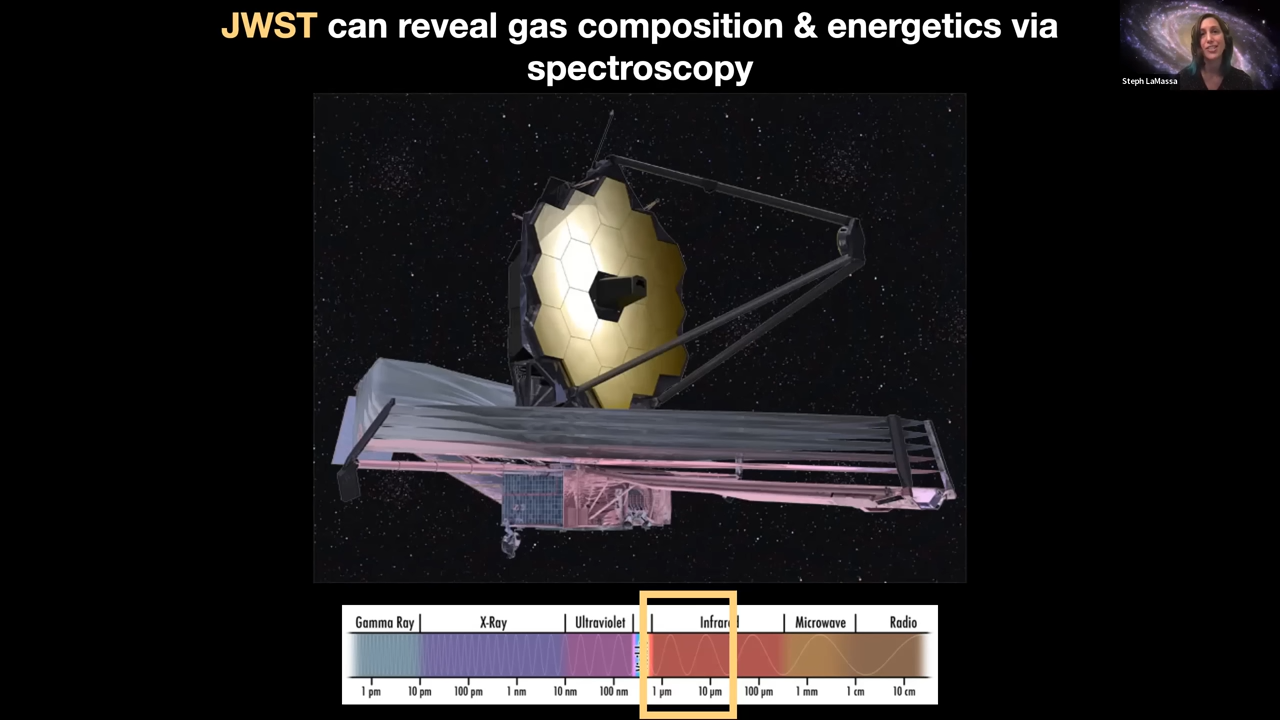 JWST can reveal gas composition & energetics via
spectroscopy
Steph LaMassa
Gamma Ray X-Ray Ultraviolet Infrared Microwave Radio
1 pm 10 pm 100 pm 1 nm 10 nm 100 nm 1 µm 10 µm 100 µm 1 mm 1 cm 10 cm